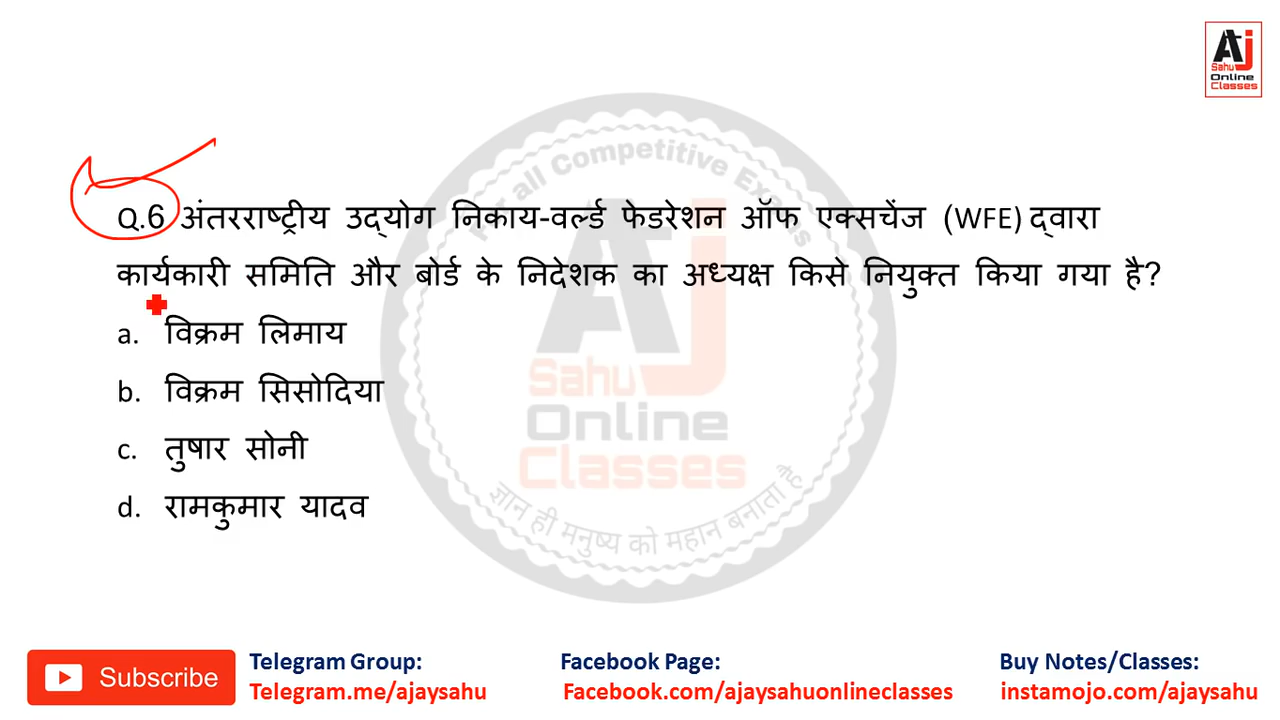 AJ
Sahu
Online
Classes
For all Competitive Exams
Q.6 अंतरराष्ट्रीय उद्योग निकाय-वर्ल्ड फेडरेशन ऑफ एक्सचेंज (WFE) द्वारा
कार्यकारी समिति और बोर्ड के निदेशक का अध्यक्ष किसे नियुक्त किया गया है?
a. विक्रम लिमाय
b. विक्रम सिसोदिया
c. तुषार सोनी
d. रामकुमार यादव
AJ
Sahu
Online
Classes
ज्ञान ही मनुष्य को महान बनाता है
Subscribe
Telegram Group: Facebook Page: Buy Notes/Classes:
Telegram.me/ajaysahu Facebook.com/ajaysahuonlineclasses instamojo.com/ajaysahu